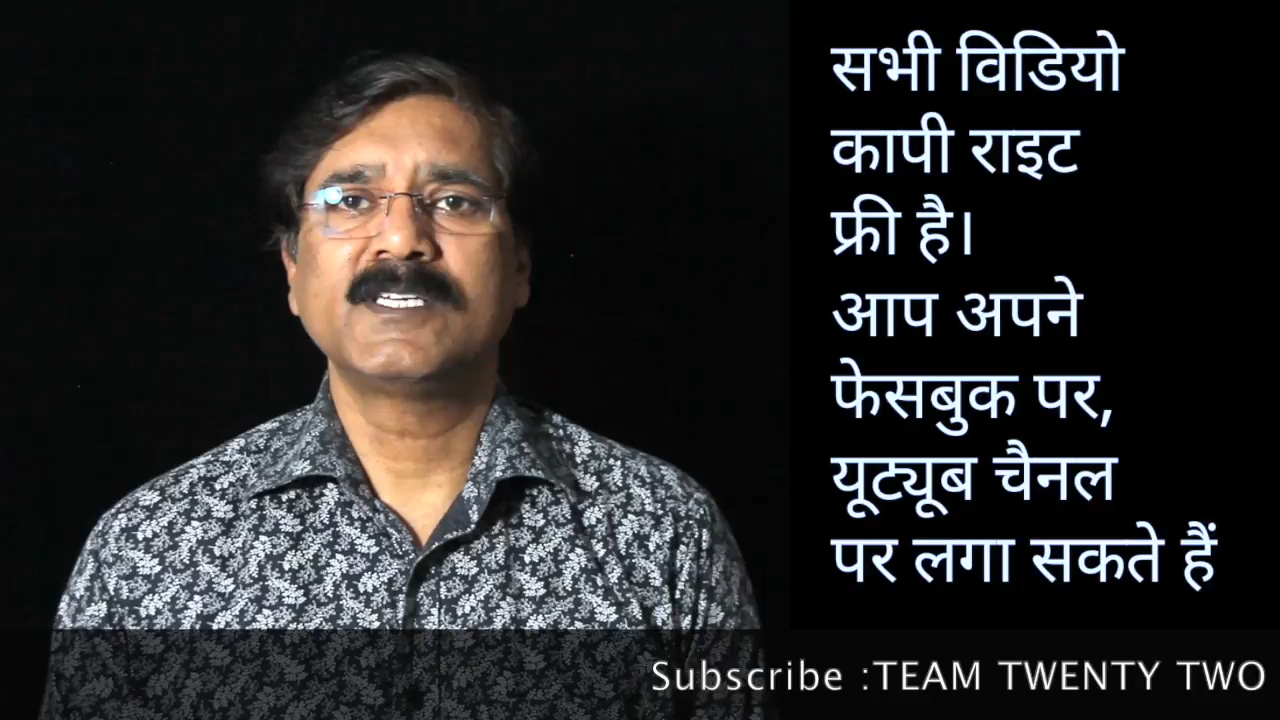 सभी विडियो
कापी राइट
फ्री है।
आप अपने
फेसबुक पर,
यूट्यूब चैनल
पर लगा सकते हैं
Subscribe :TEAM TWENTY TWO